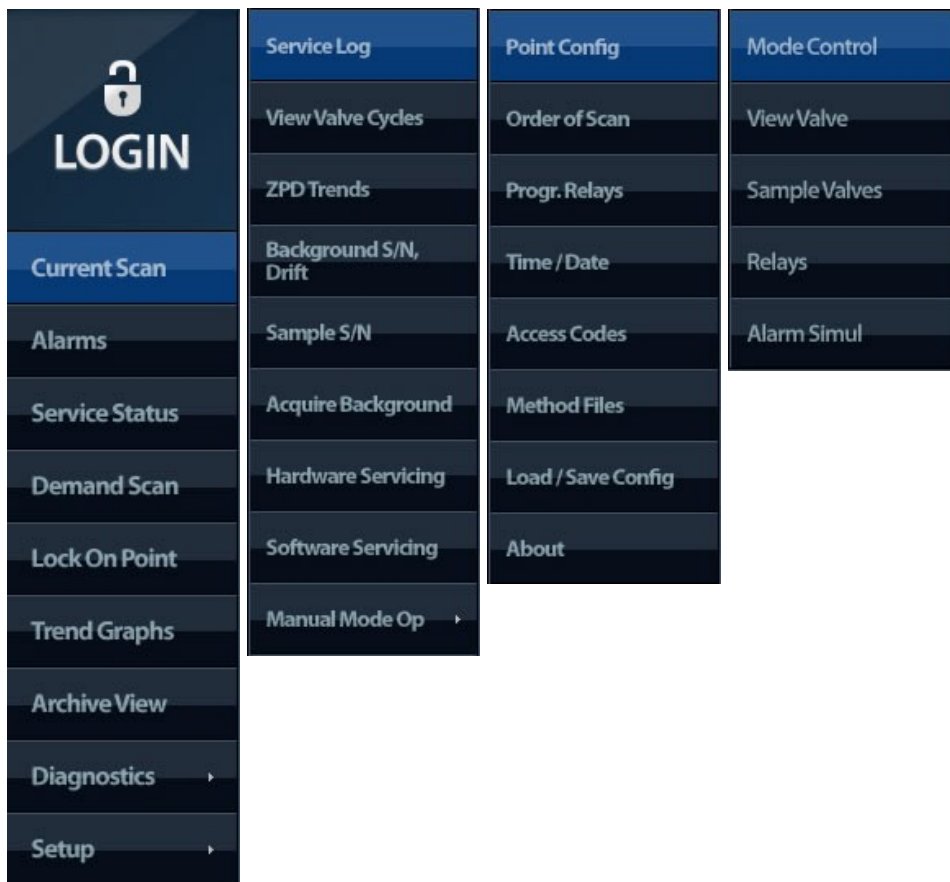 LOGIN
Current Scan
Alarms
Service Status
Demand Scan
Lock On Point
Trend Graphs
Archive View
Diagnostics
Setup
Service Log
View Valve Cycles
ZPD Trends
Background S/N,
Drift
Sample S/N
Acquire Background
Hardware Servicing
Software Servicing
Manual Mode Op
Point Config
Order of Scan
Progr. Relays
Time / Date
Access Codes
Method Files
Load / Save Config
About
Mode Control
View Valve
Sample Valves
Relays
Alarm Simul